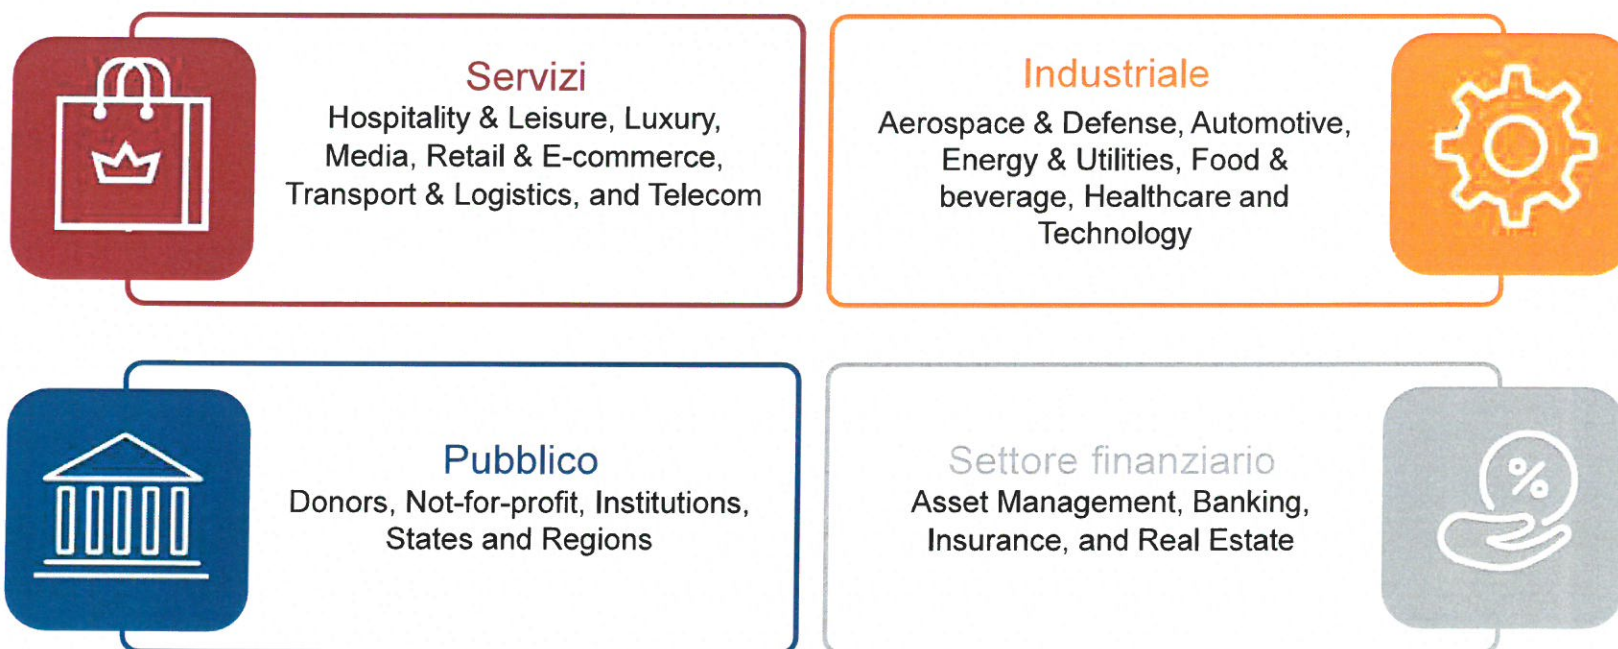 Servizi
Hospitality & Leisure, Luxury,
Media, Retail & E-commerce,
Transport & Logistics, and Telecom
Industriale
Aerospace & Defense, Automotive,
Energy & Utilities, Food &
beverage, Healthcare and
Technology
Pubblico
Donors, Not-for-profit, Institutions,
States and Regions
Settore finanziario
Asset Management, Banking,
Insurance, and Real Estate
%